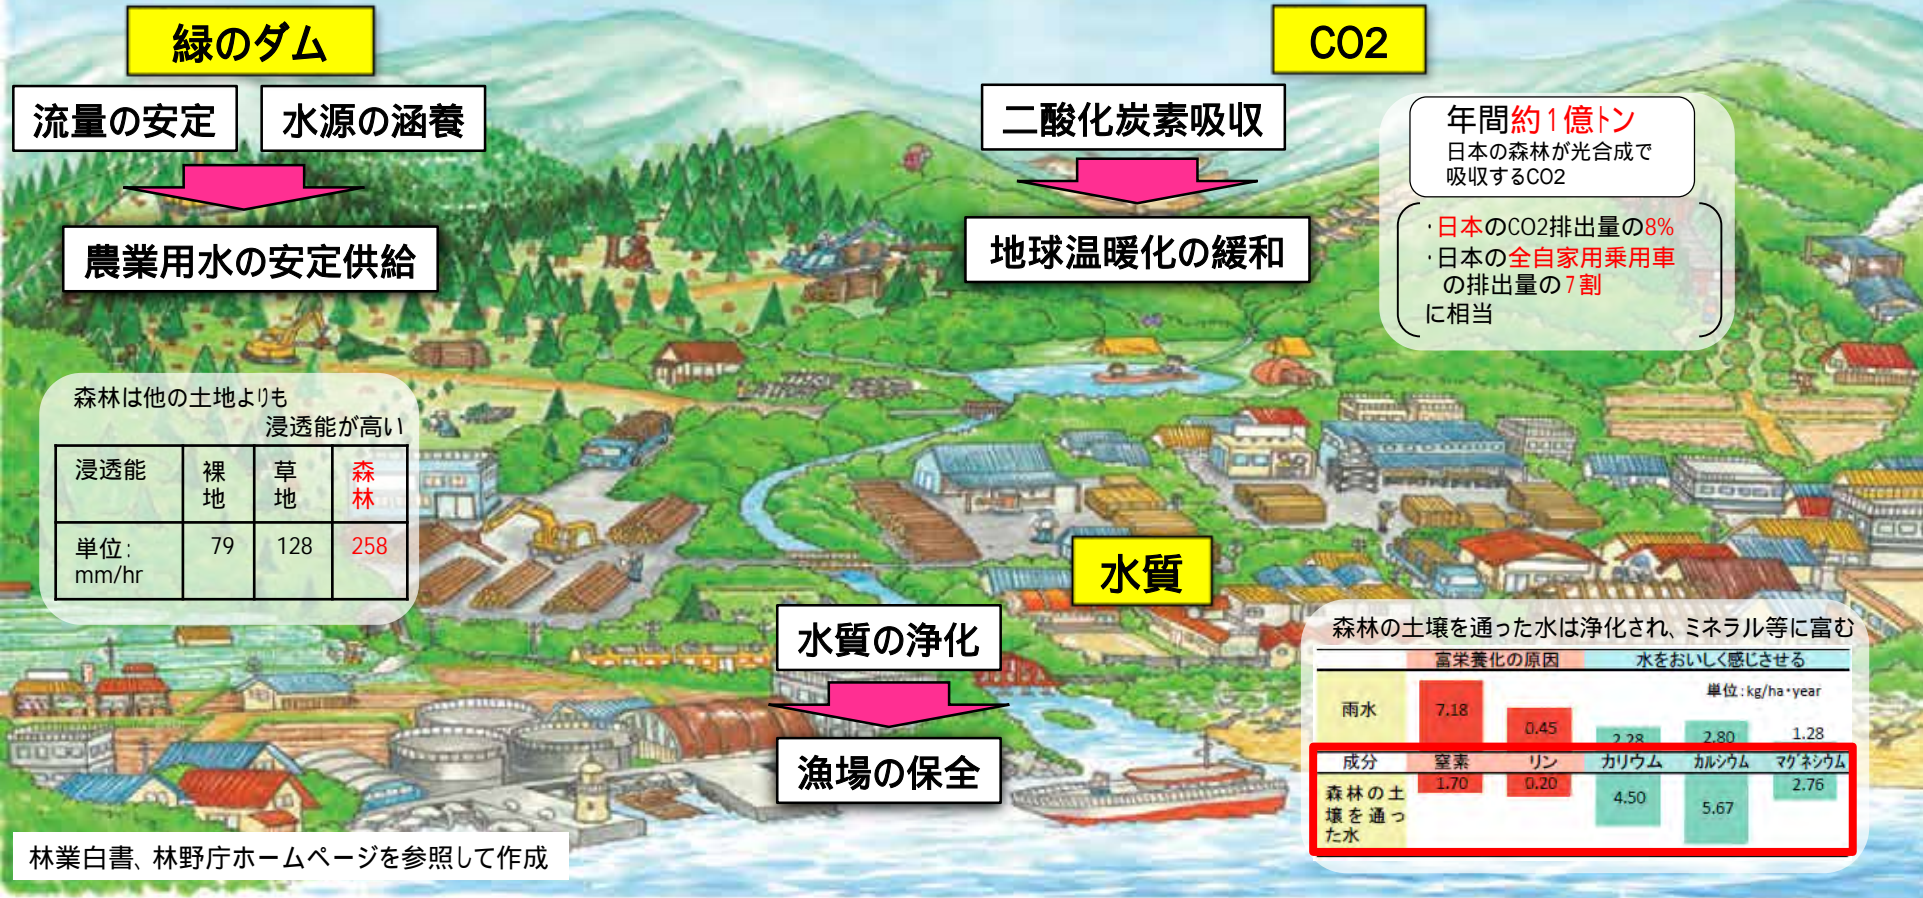 緑のダム
流量の安定
水源の涵養
農業用水の安定供給
森林は他の土地よりも
浸透能が高い
浸透能 裸地 草地 森林
単位:mm/hr 79 128 258
CO2
二酸化炭素吸収
地球温暖化の緩和
年間約1億トン
日本の森林が光合成で
吸収するCO2
・日本のCO2排出量の8%
・日本の全自家用乗用車
の排出量の7割
に相当
水質
水質の浄化
漁場の保全
森林の土壌を通った水は浄化され、ミネラル等に富む
富栄養化の原因 水をおいしく感じさせる
単位:kg/ha・year
雨水 7.18 0.45 2.28 2.80 1.28
成分 窒素 リン カリウム カルシウム マグネシウム
森林の土壌を通った水 1.70 0.20 4.50 5.67 2.76
林業白書、林野庁ホームページを参照して作成